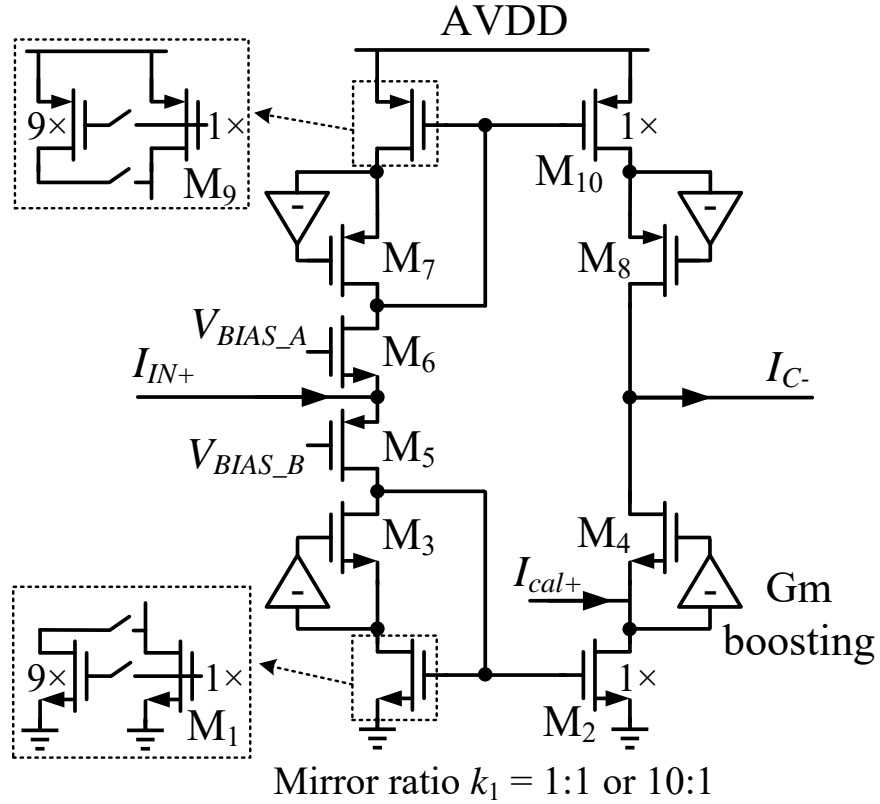 AVDD
9×
1×
M9
1×
M10
-
-
M7
M8
VBIAS_A
M6
IIN+
IC-
VBIAS_B
M5
M3
M4
Ical+
-
-
Gm
boosting
9×
1×
M1
1×
M2
Mirror ratio k1 = 1:1 or 10:1